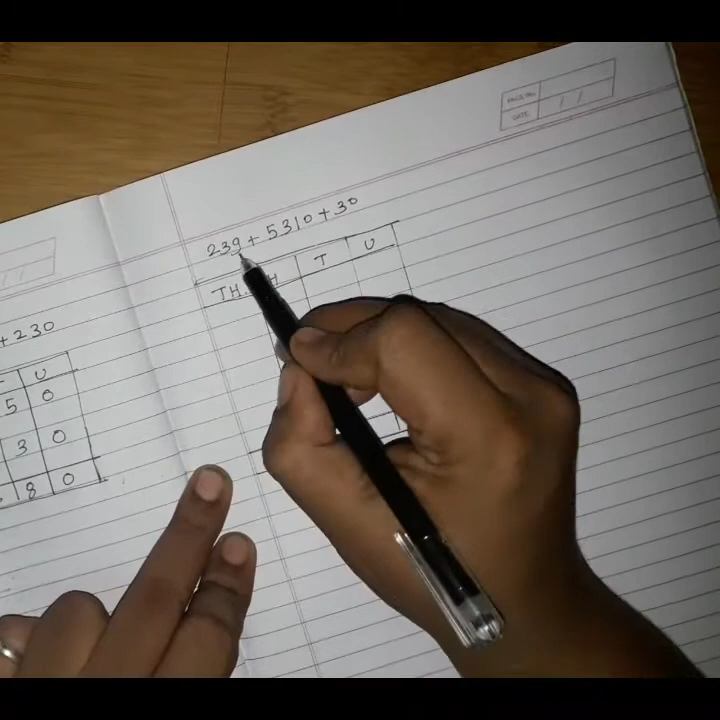 + 230
U
5 0
3 0
8 0
239 + 5310 + 30
TH. H T U
PAGE No.
DATE / /